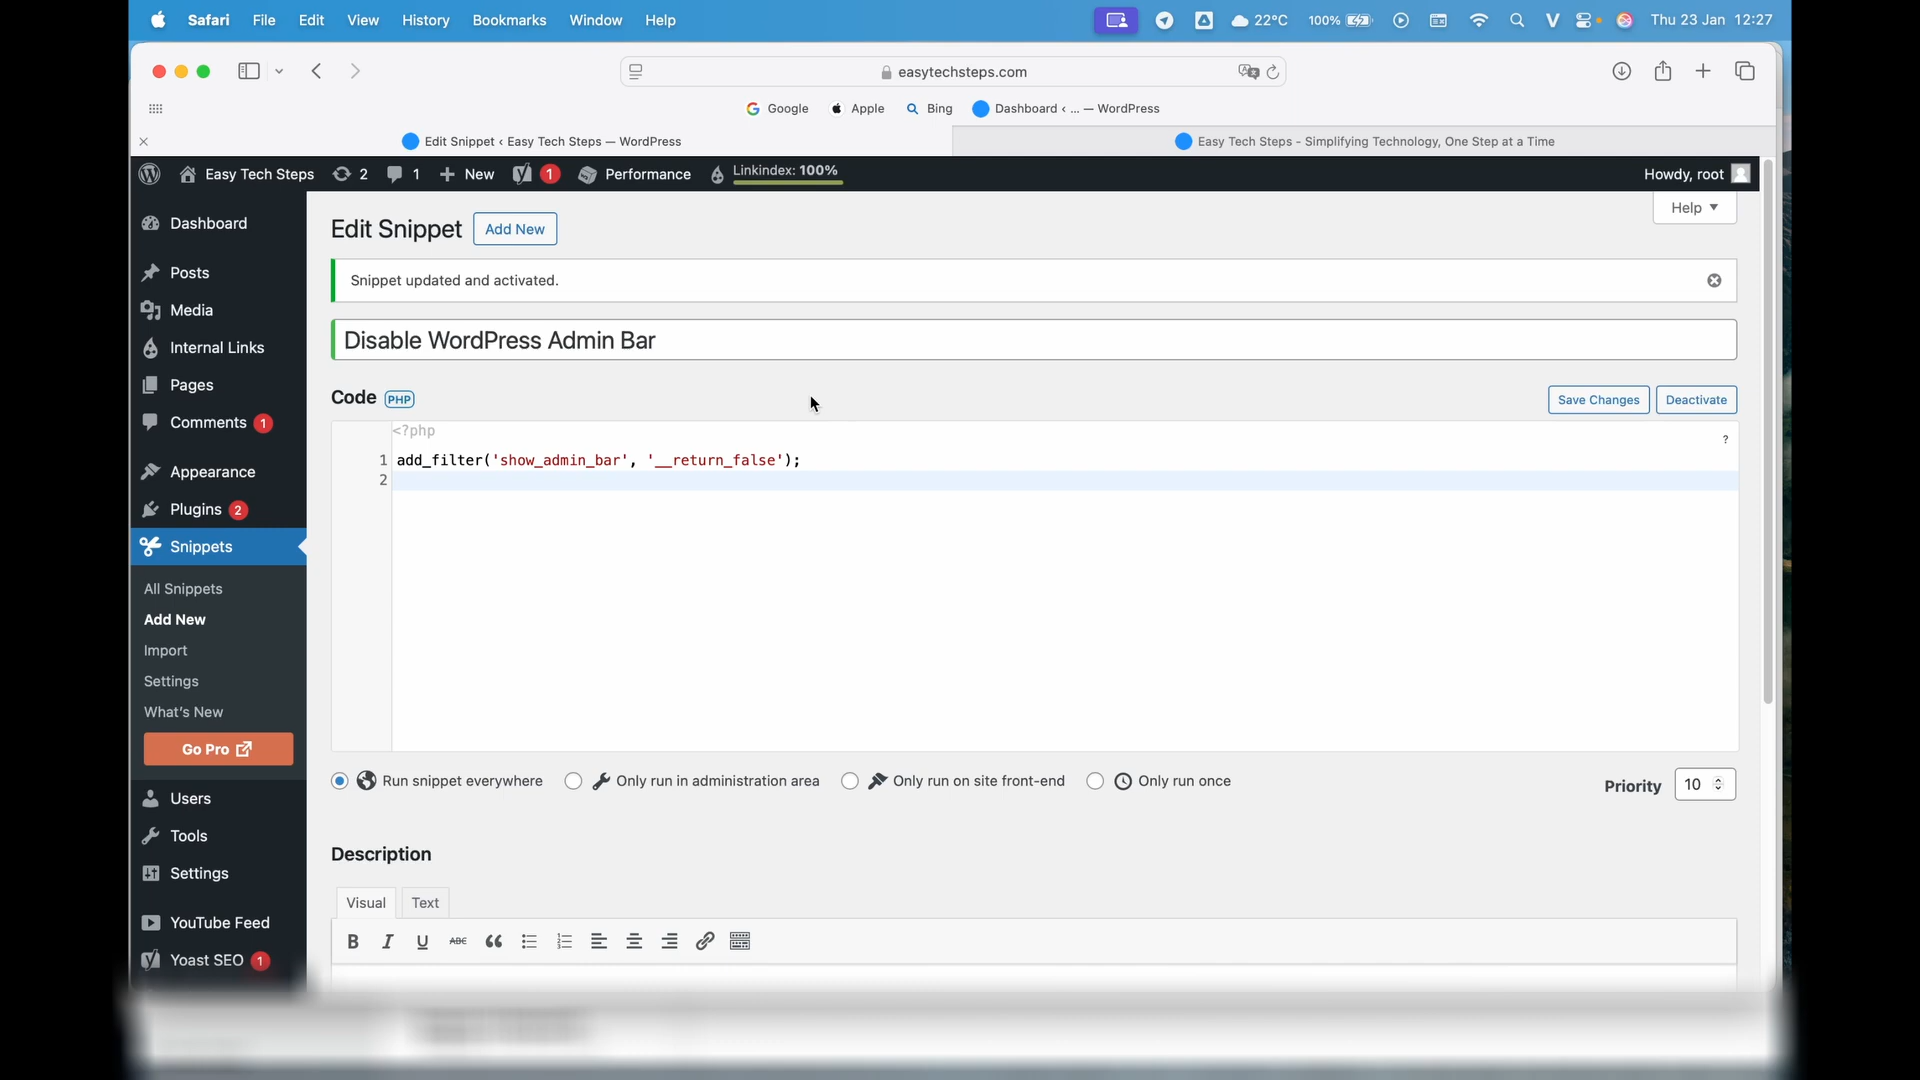 Safari File Edit View History Bookmarks Window Help 22°C 100% Thu 23 Jan 12:27
easytechsteps.com
Google Apple Bing Dashboard ‹ ... — WordPress
Edit Snippet ‹ Easy Tech Steps — WordPress
Easy Tech Steps - Simplifying Technology, One Step at a Time
Easy Tech Steps 2 1 New 1 Performance Linkindex: 100% Howdy, root
Dashboard
Posts
Media
Internal Links
Pages
Comments 1
Appearance
Plugins 2
Snippets
All Snippets
Add New
Import
Settings
What's New
Go Pro
Users
Tools
Settings
YouTube Feed
Yoast SEO 1
Help
Edit Snippet Add New
Snippet updated and activated.
Disable WordPress Admin Bar
Code PHP Save Changes Deactivate
<?php
?
1 add_filter('show_admin_bar', '__return_false');
2
Run snippet everywhere Only run in administration area Only run on site front-end Only run once Priority 10
Description
Visual Text
B I U ABC